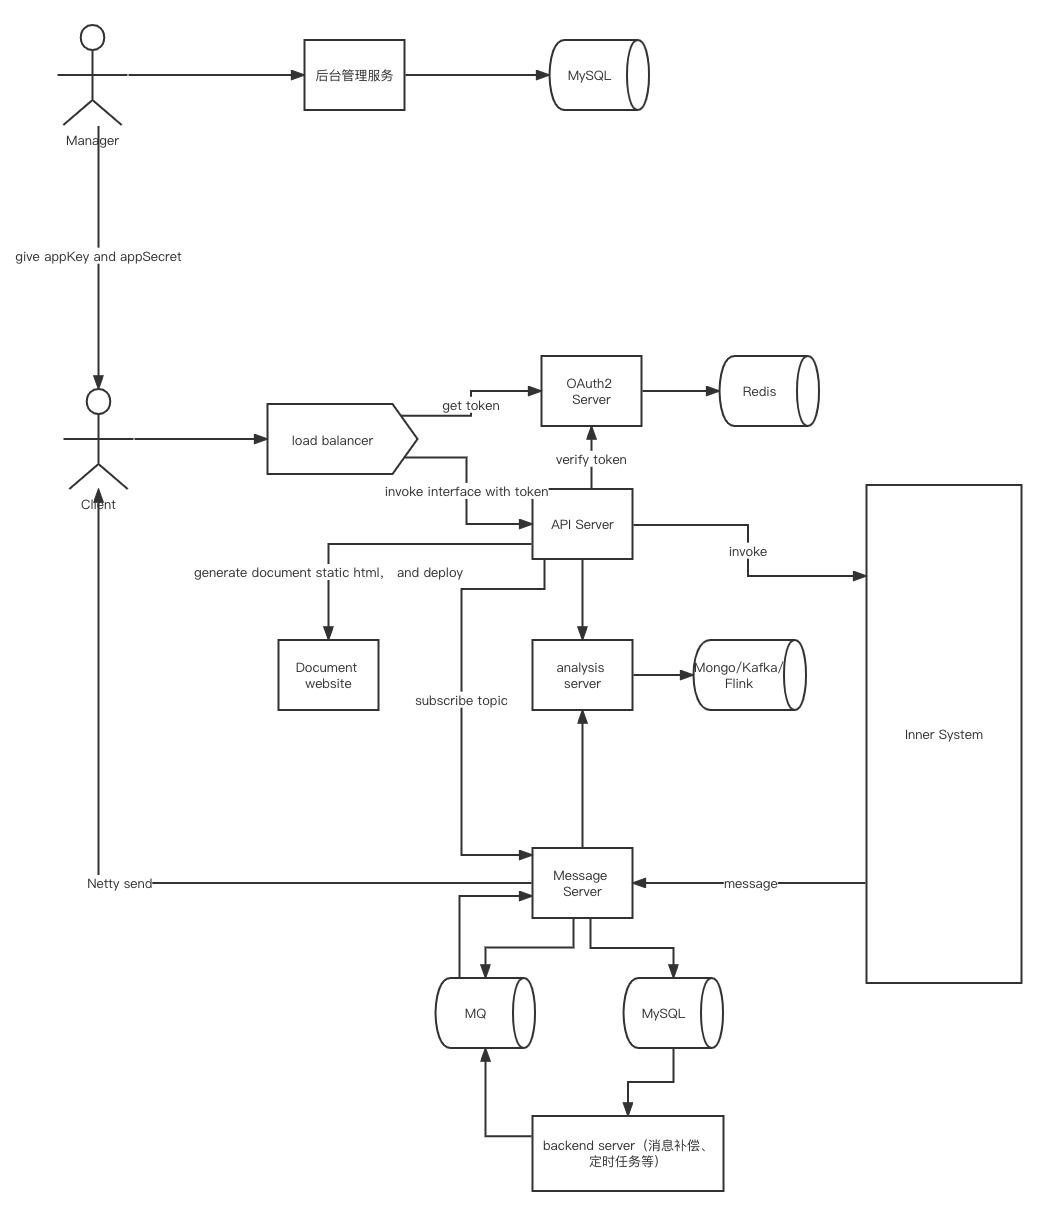 后台管理服务
MySQL
Manager
give appKey and appSecret
OAuth2
Server
Redis
get token
load balancer
verify token
invoke interface with token
Client
API Server
invoke
generate document static html， and deploy
Document
website
analysis
server
Mongo/Kafka/
Flink
subscribe topic
Inner System
Message
Server
Netty send
message
MQ
MySQL
backend server（消息补偿、
定时任务等）